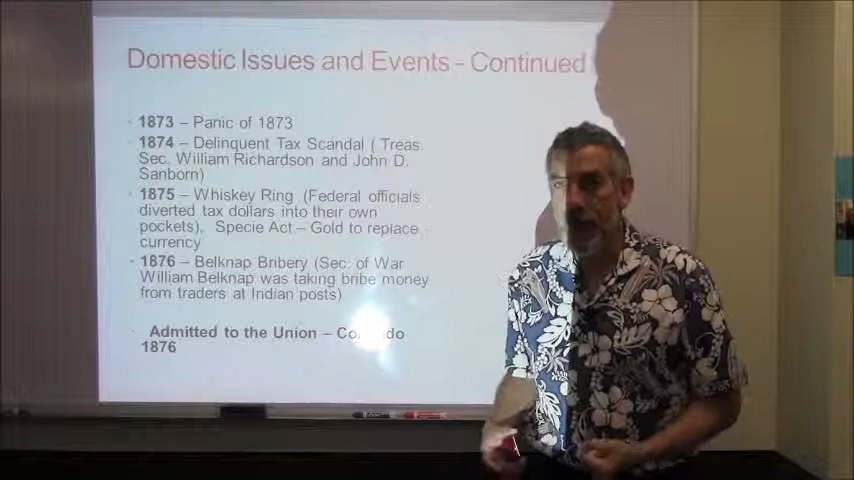 Domestic Issues and Events - Continued
1873 – Panic of 1873
1874 – Delinquent Tax Scandal ( Treas.
Sec. William Richardson and John D.
Sanborn)
1875 – Whiskey Ring (Federal officials
diverted tax dollars into their own
pockets). Specie Act – Gold to replace
currency
1876 – Belknap Bribery (Sec. of War
William Belknap was taking bribe money
from traders at Indian posts)
Admitted to the Union – Colorado
1876